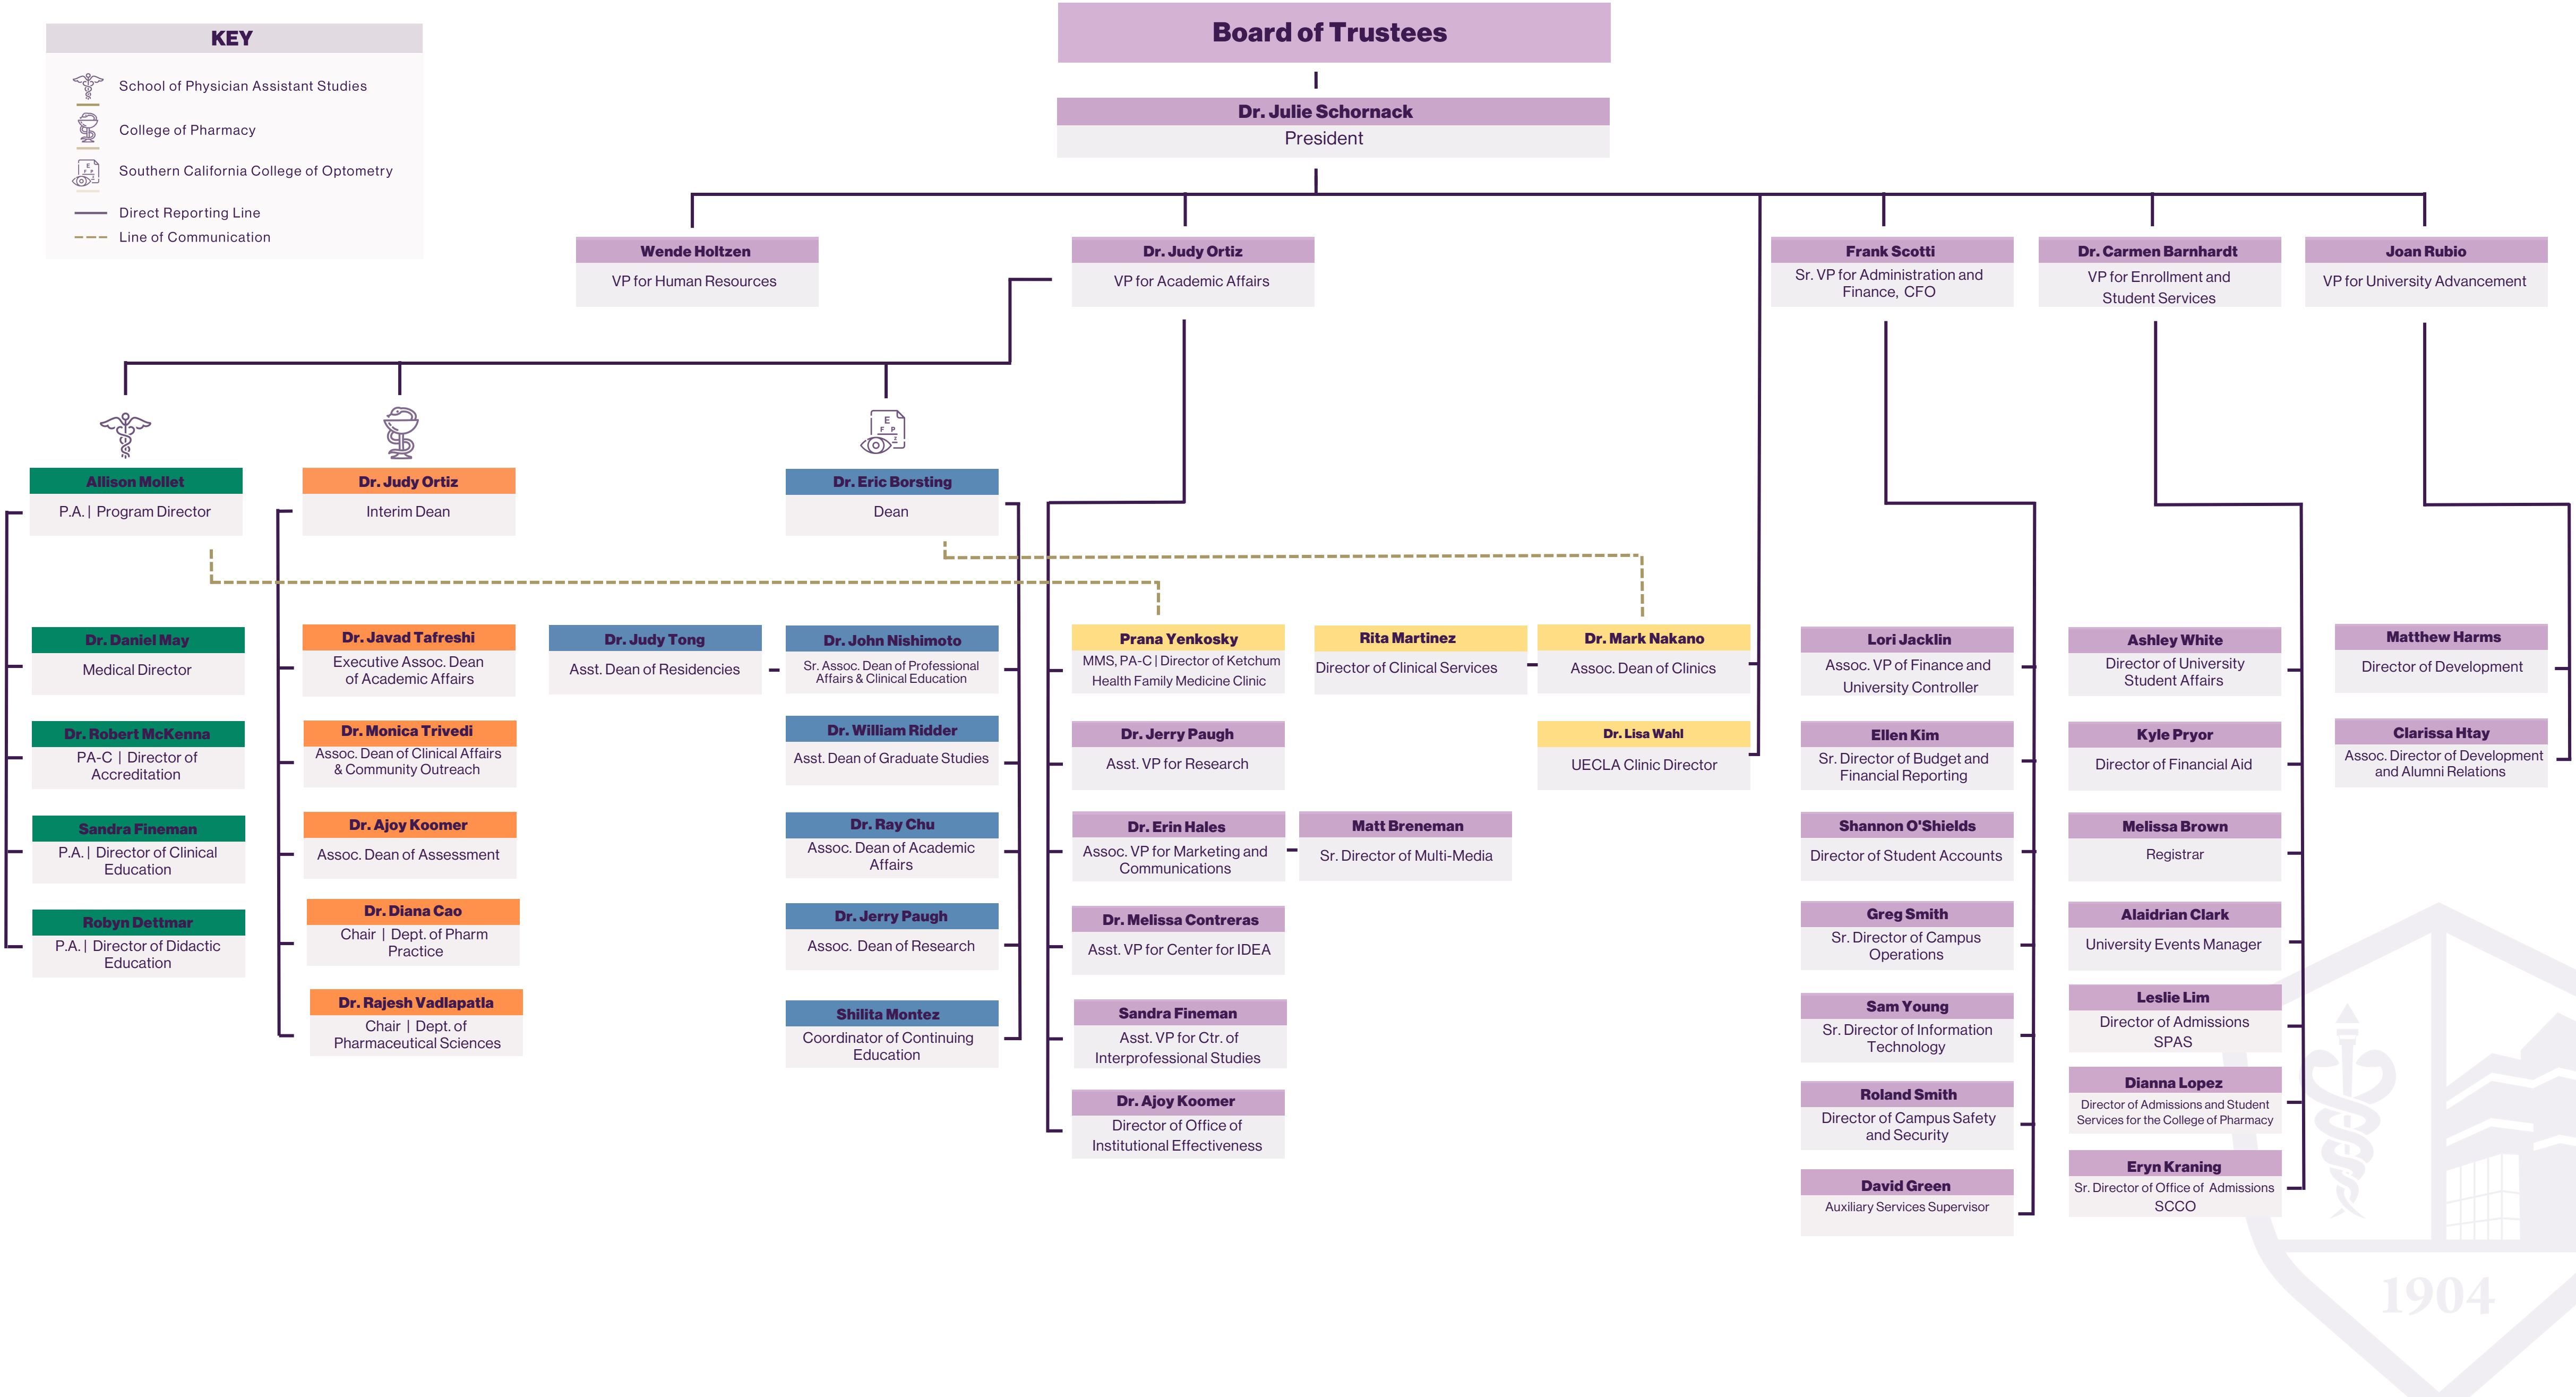 Board of Trustees
KEY
School of Physician Assistant Studies
College of Pharmacy
E
F P
Southern California College of Optometry
Direct Reporting Line
Line of Communication
Dr. Julie Schornack
President
Wende Holtzen
VP for Human Resources
Dr. Judy Ortiz
VP for Academic Affairs
Frank Scotti
Sr. VP for Administration and
Finance, CFO
Dr. Carmen Barnhardt
VP for Enrollment and
Student Services
Joan Rubio
VP for University Advancement
E
F P
Allison Mollet
P.A. | Program Director
Dr. Judy Ortiz
Interim Dean
Dr. Eric Borsting
Dean
Dr. Daniel May
Medical Director
Dr. Robert McKenna
PA-C | Director of
Accreditation
Sandra Fineman
P.A. | Director of Clinical
Education
Robyn Dettmar
P.A. | Director of Didactic
Education
Dr. Javad Tafreshi
Executive Assoc. Dean
of Academic Affairs
Dr. Monica Trivedi
Assoc. Dean of Clinical Affairs
& Community Outreach
Dr. Ajoy Koomer
Assoc. Dean of Assessment
Dr. Diana Cao
Chair | Dept. of Pharm
Practice
Dr. Rajesh Vadlapatla
Chair | Dept. of
Pharmaceutical Sciences
Dr. Judy Tong
Asst. Dean of Residencies
Dr. John Nishimoto
Sr. Assoc. Dean of Professional
Affairs & Clinical Education
Dr. William Ridder
Asst. Dean of Graduate Studies
Dr. Ray Chu
Assoc. Dean of Academic
Affairs
Dr. Jerry Paugh
Assoc. Dean of Research
Shilita Montez
Coordinator of Continuing
Education
Prana Yenkosky
MMS, PA-C | Director of Ketchum
Health Family Medicine Clinic
Dr. Jerry Paugh
Asst. VP for Research
Dr. Erin Hales
Assoc. VP for Marketing and
Communications
Matt Breneman
Sr. Director of Multi-Media
Dr. Melissa Contreras
Asst. VP for Center for IDEA
Sandra Fineman
Asst. VP for Ctr. of
Interprofessional Studies
Dr. Ajoy Koomer
Director of Office of
Institutional Effectiveness
Rita Martinez
Director of Clinical Services
Dr. Mark Nakano
Assoc. Dean of Clinics
Dr. Lisa Wahl
UECLA Clinic Director
Lori Jacklin
Assoc. VP of Finance and
University Controller
Ellen Kim
Sr. Director of Budget and
Financial Reporting
Shannon O'Shields
Director of Student Accounts
Greg Smith
Sr. Director of Campus
Operations
Sam Young
Sr. Director of Information
Technology
Roland Smith
Director of Campus Safety
and Security
David Green
Auxiliary Services Supervisor
Ashley White
Director of University
Student Affairs
Kyle Pryor
Director of Financial Aid
Melissa Brown
Registrar
Alaidrian Clark
University Events Manager
Leslie Lim
Director of Admissions
SPAS
Dianna Lopez
Director of Admissions and Student
Services for the College of Pharmacy
Eryn Kraning
Sr. Director of Office of Admissions
SCCO
Matthew Harms
Director of Development
Clarissa Htay
Assoc. Director of Development
and Alumni Relations
1904